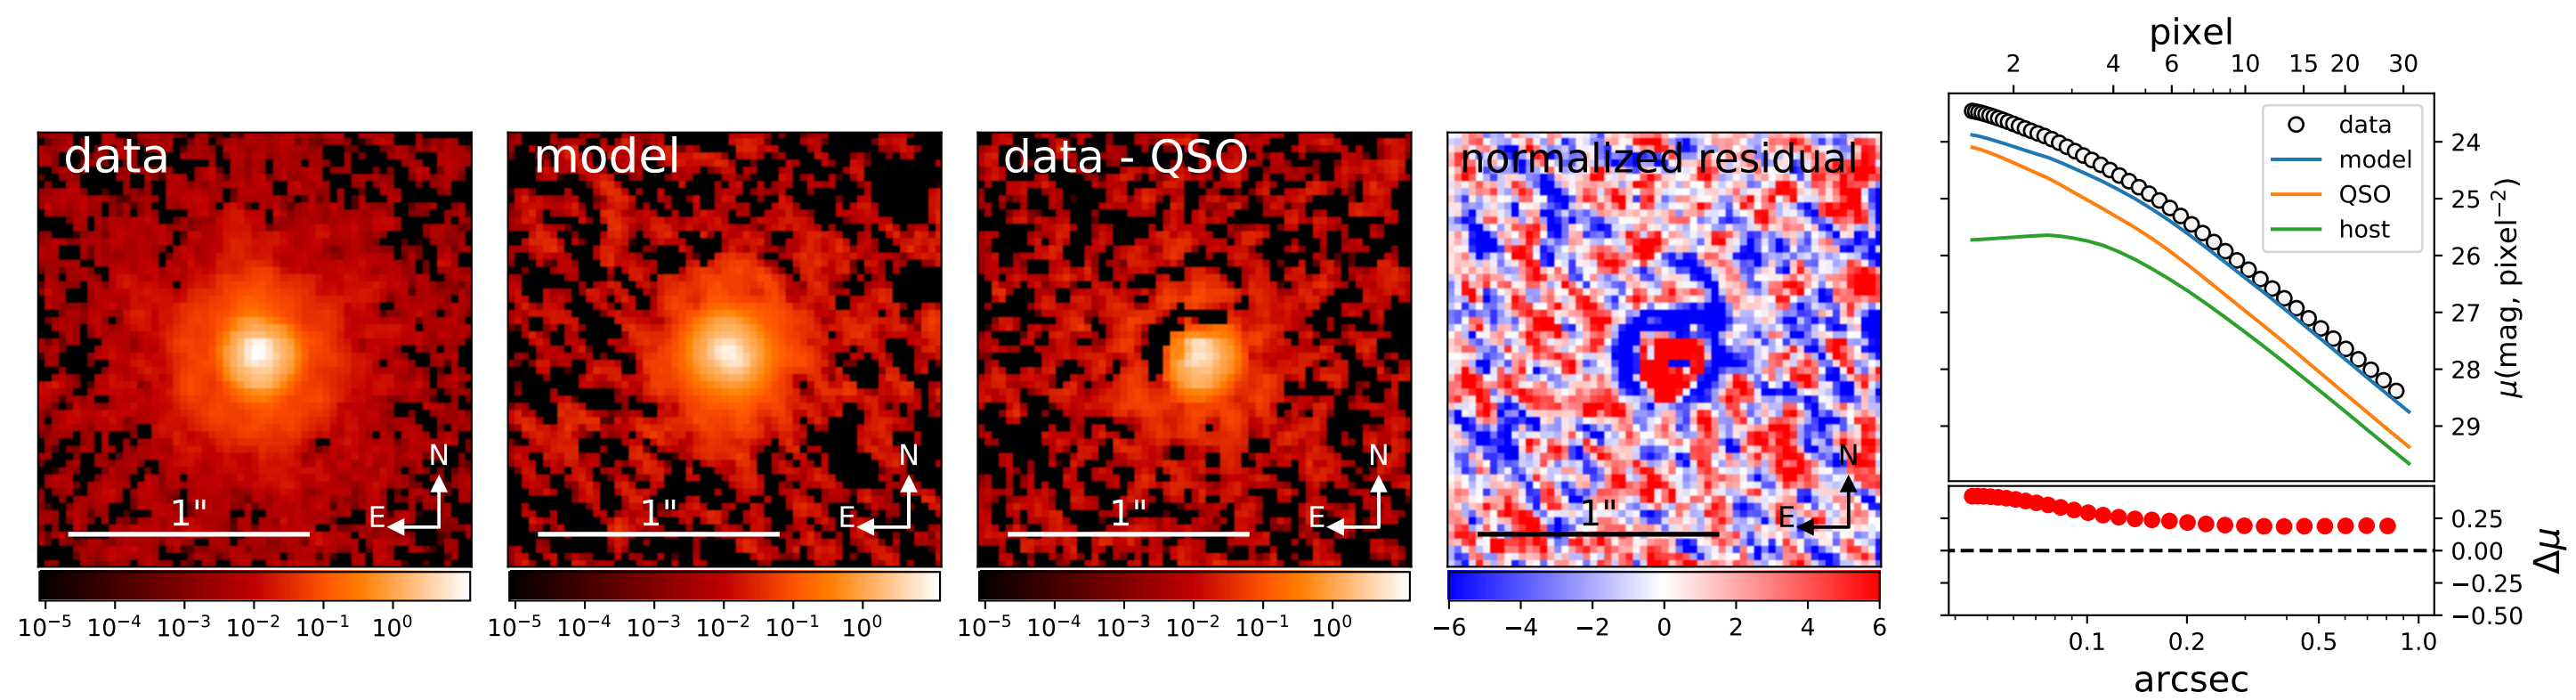 data
N
E
1"
10⁻⁵ 10⁻⁴ 10⁻³ 10⁻² 10⁻¹ 10⁰
model
N
E
1"
10⁻⁵ 10⁻⁴ 10⁻³ 10⁻² 10⁻¹ 10⁰
data - QSO
N
E
1"
10⁻⁵ 10⁻⁴ 10⁻³ 10⁻² 10⁻¹ 10⁰
normalized residual
N
E
1"
−6 −4 −2 0 2 4 6
pixel
2 4 6 10 15 20 30
data
model
QSO
host
24
25
26
27
28
29
μ(mag, pixel⁻²)
0.25
0.00
−0.25
−0.50
Δμ
0.1 0.2 0.5 1.0
arcsec